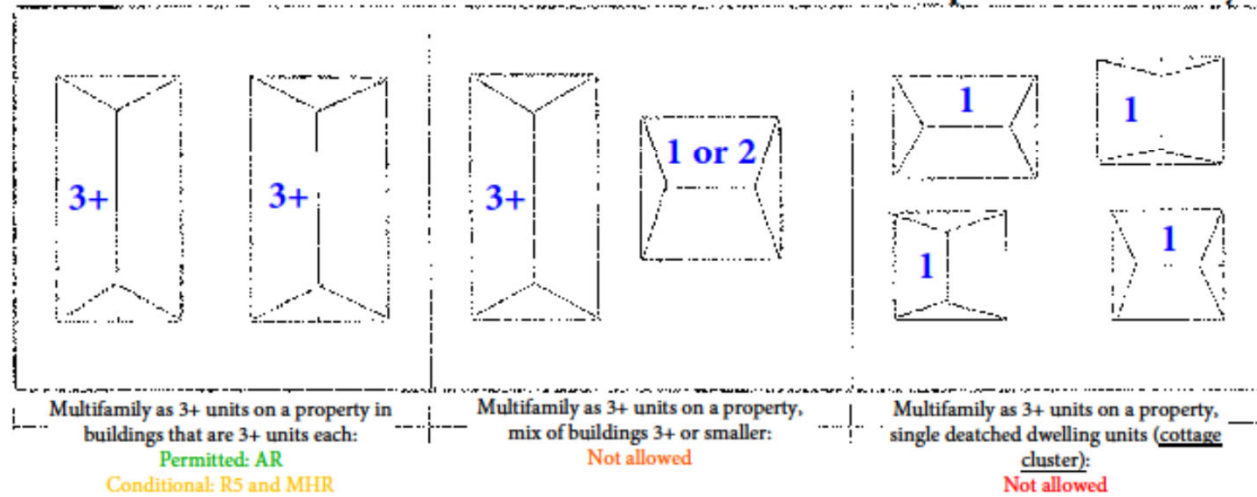 3+
3+
3+
1 or 2
1
1
1
1
Multifamily as 3+ units on a property in
buildings that are 3+ units each:
Permitted: AR
Conditional: R5 and MHR
Multifamily as 3+ units on a property,
mix of buildings 3+ or smaller:
Not allowed
Multifamily as 3+ units on a property,
single deatched dwelling units (cottage
cluster):
Not allowed